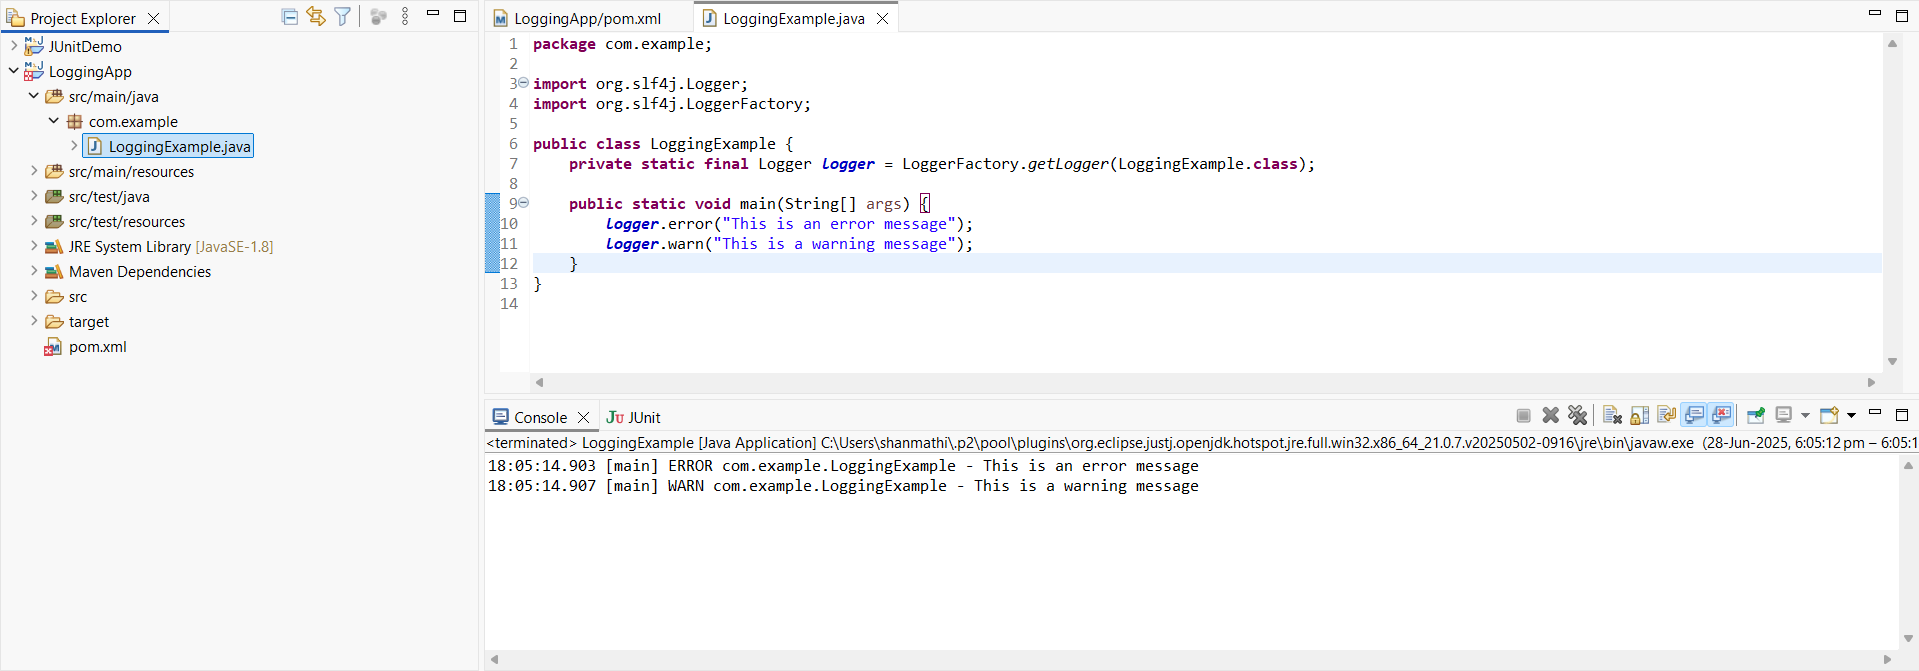 Project Explorer
JUnitDemo
LoggingApp
src/main/java
com.example
LoggingExample.java
src/main/resources
src/test/java
src/test/resources
JRE System Library [JavaSE-1.8]
Maven Dependencies
src
target
pom.xml
LoggingApp/pom.xml
LoggingExample.java
1 package com.example;
2
3 import org.slf4j.Logger;
4 import org.slf4j.LoggerFactory;
5
6 public class LoggingExample {
7     private static final Logger logger = LoggerFactory.getLogger(LoggingExample.class);
8
9     public static void main(String[] args) {
10         logger.error("This is an error message");
11         logger.warn("This is a warning message");
12     }
13 }
14
Console
JUnit
<terminated> LoggingExample [Java Application] C:\Users\shanmathi\.p2\pool\plugins\org.eclipse.justj.openjdk.hotspot.jre.full.win32.x86_64_21.0.7.v20250502-0916\jre\bin\javaw.exe (28-Jun-2025, 6:05:12 pm – 6:05:1
18:05:14.903 [main] ERROR com.example.LoggingExample - This is an error message
18:05:14.907 [main] WARN com.example.LoggingExample - This is a warning message